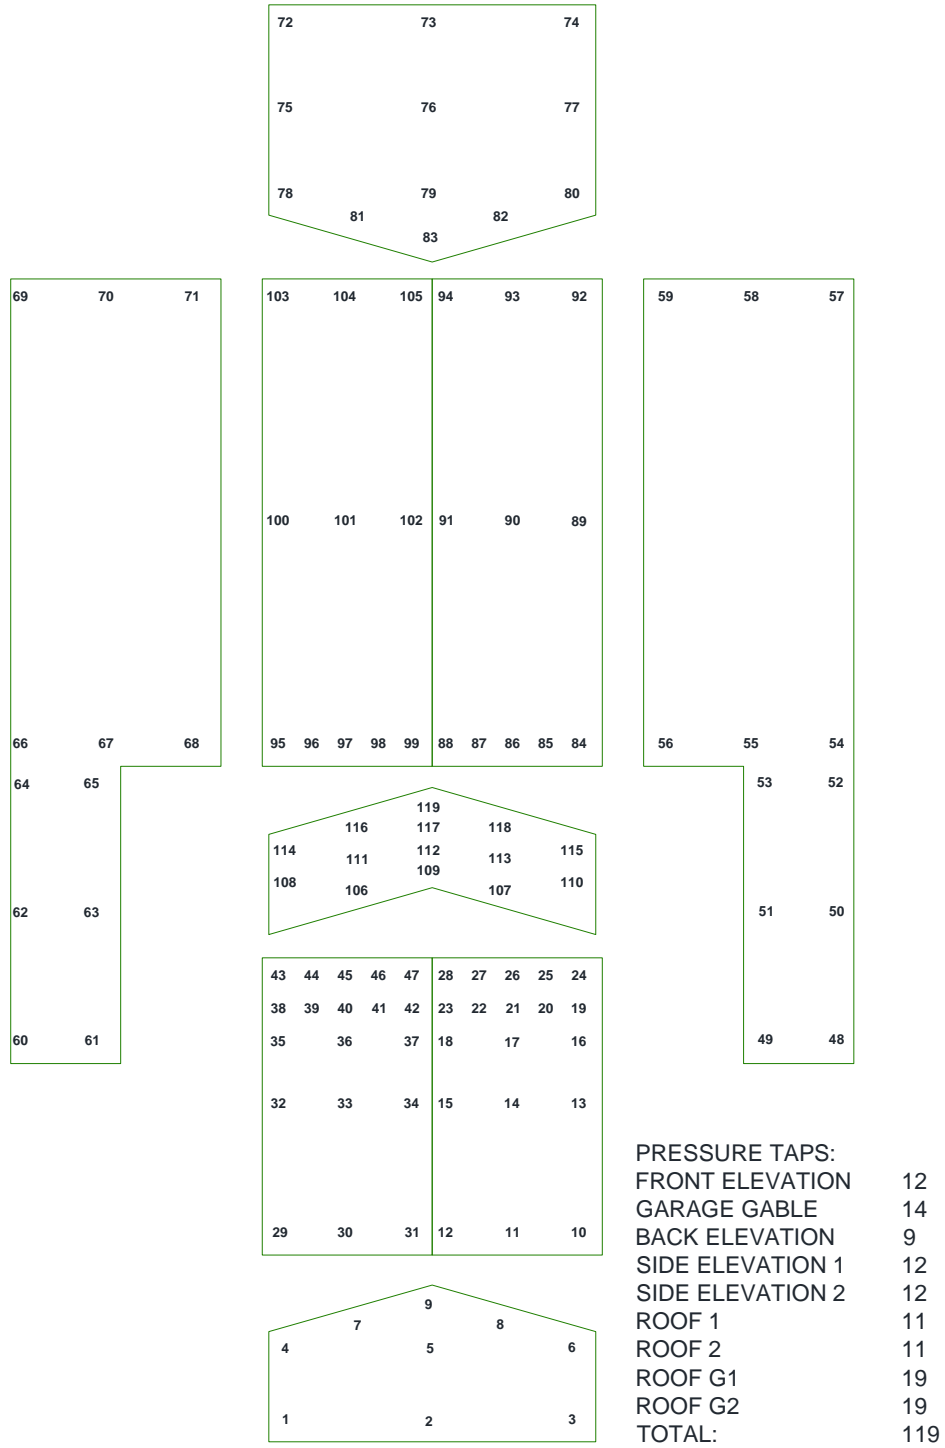 72 73 74
75 76 77
78 79 80
81 82
83
69 70 71 103 104 105 94 93 92 59 58 57
100 101 102 91 90 89
66 67 68 95 96 97 98 99 88 87 86 85 84 56 55 54
64 65 53 52
119
116 117 118
114 112 115
111 113
109
108 110
106 107
62 63 51 50
43 44 45 46 47 28 27 26 25 24
38 39 40 41 42 23 22 21 20 19
60 61 35 36 37 18 17 16 49 48
32 33 34 15 14 13
29 30 31 12 11 10
9
7 8
4 5 6
1 2 3
PRESSURE TAPS:
FRONT ELEVATION 12
GARAGE GABLE 14
BACK ELEVATION 9
SIDE ELEVATION 1 12
SIDE ELEVATION 2 12
ROOF 1 11
ROOF 2 11
ROOF G1 19
ROOF G2 19
TOTAL: 119